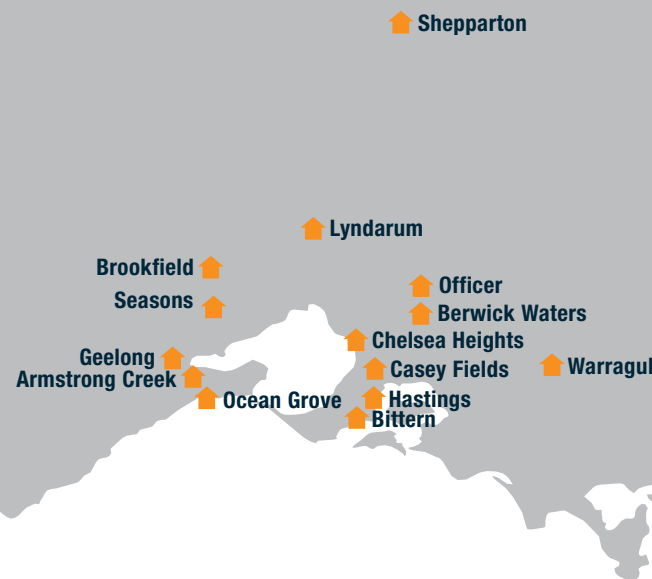 Shepparton
Lyndarum
Brookfield
Officer
Seasons
Berwick Waters
Chelsea Heights
Geelong
Casey Fields
Warragul
Armstrong Creek
Ocean Grove
Hastings
Bittern